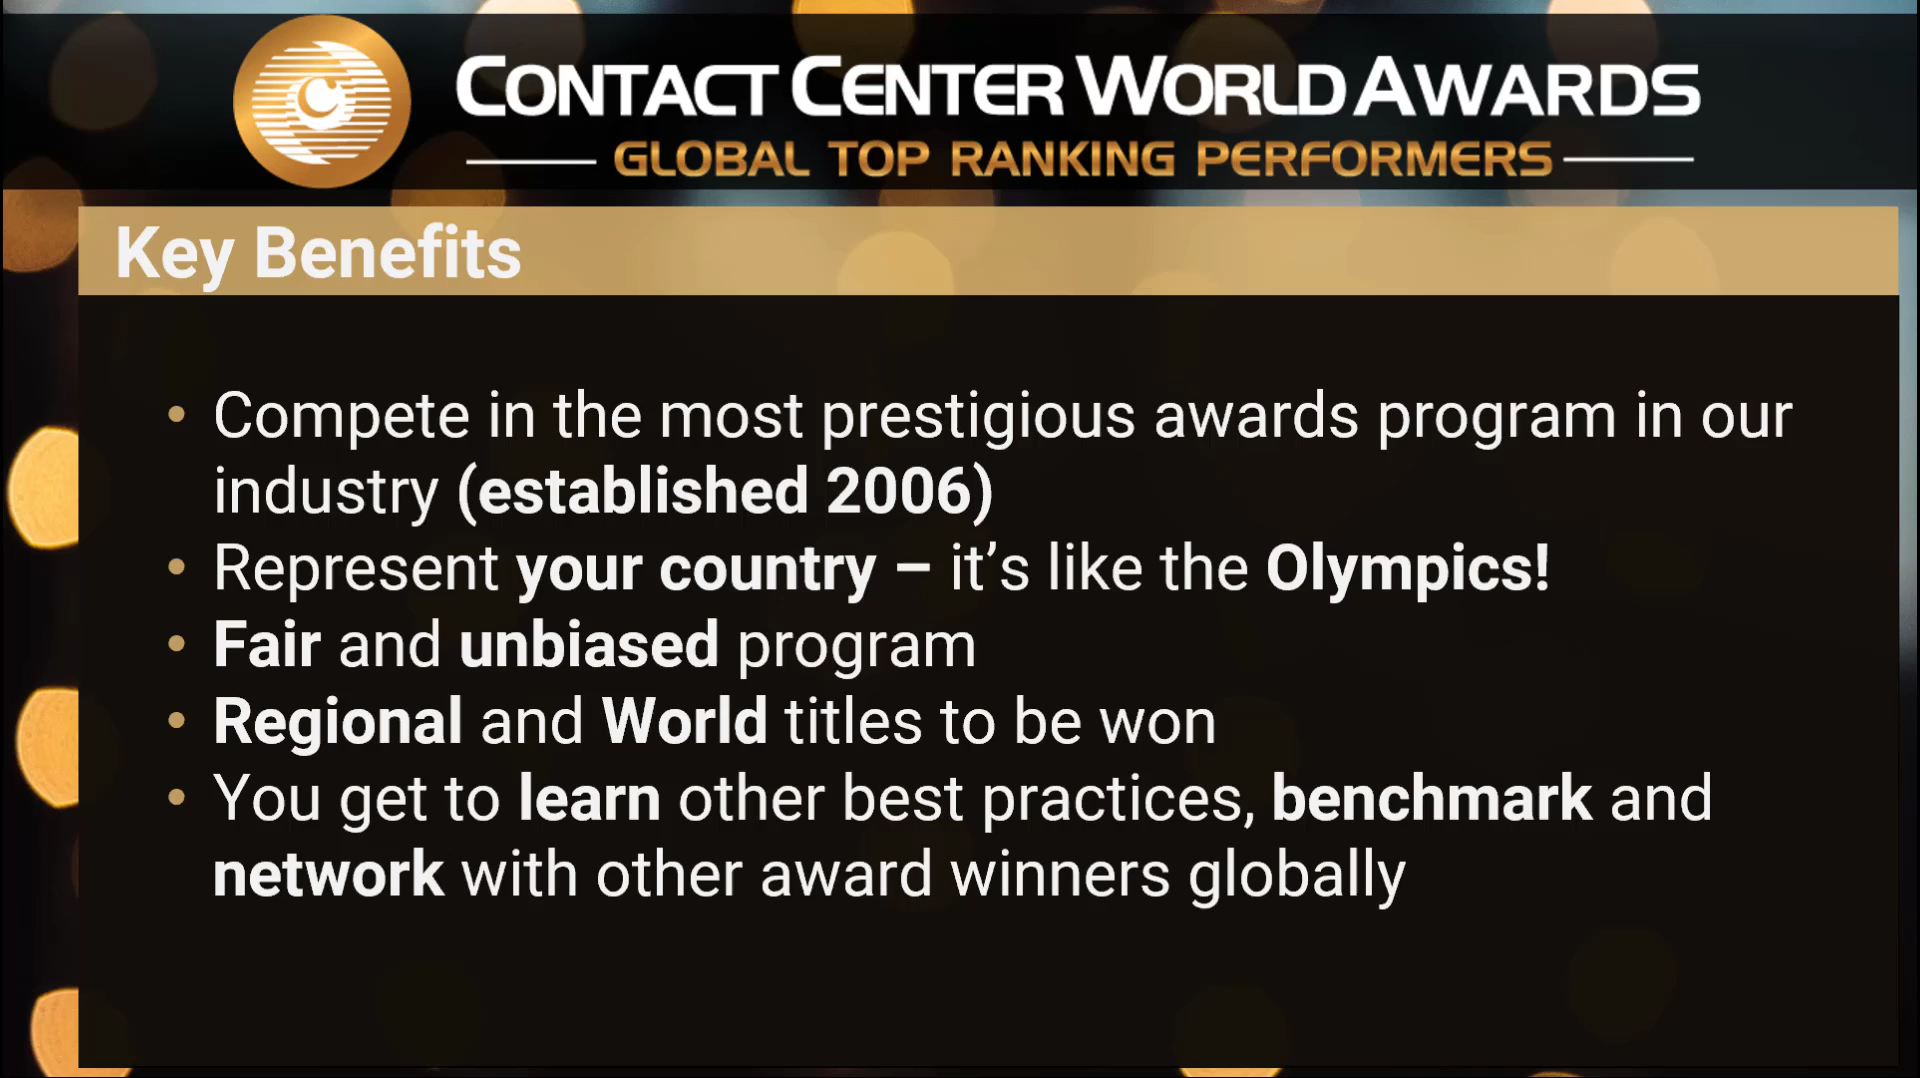 CONTACT CENTER WORLD AWARDS
GLOBAL TOP RANKING PERFORMERS
Key Benefits
• Compete in the most prestigious awards program in our
industry (established 2006)
• Represent your country – it’s like the Olympics!
• Fair and unbiased program
• Regional and World titles to be won
• You get to learn other best practices, benchmark and
network with other award winners globally